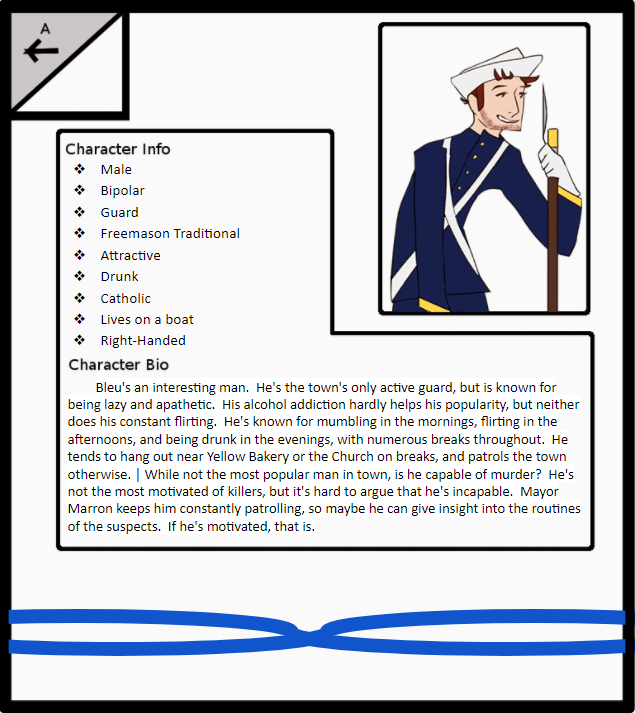 A
Character Info
❖ Male
❖ Bipolar
❖ Guard
❖ Freemason Traditional
❖ Attractive
❖ Drunk
❖ Catholic
❖ Lives on a boat
❖ Right-Handed
Character Bio
Bleu's an interesting man. He's the town's only active guard, but is known for
being lazy and apathetic. His alcohol addiction hardly helps his popularity, but neither
does his constant flirting. He's known for mumbling in the mornings, flirting in the
afternoons, and being drunk in the evenings, with numerous breaks throughout. He
tends to hang out near Yellow Bakery or the Church on breaks, and patrols the town
otherwise. | While not the most popular man in town, is he capable of murder? He's
not the most motivated of killers, but it's hard to argue that he's incapable. Mayor
Marron keeps him constantly patrolling, so maybe he can give insight into the routines
of the suspects. If he's motivated, that is.